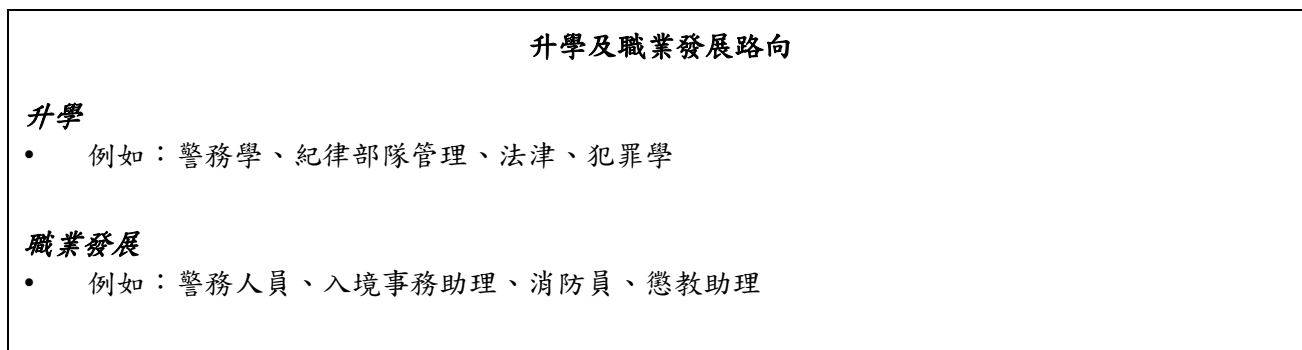 升學及職業發展路向
升學
• 例如：警務學、紀律部隊管理、法津、犯罪學
職業發展
• 例如：警務人員、入境事務助理、消防員、懲教助理